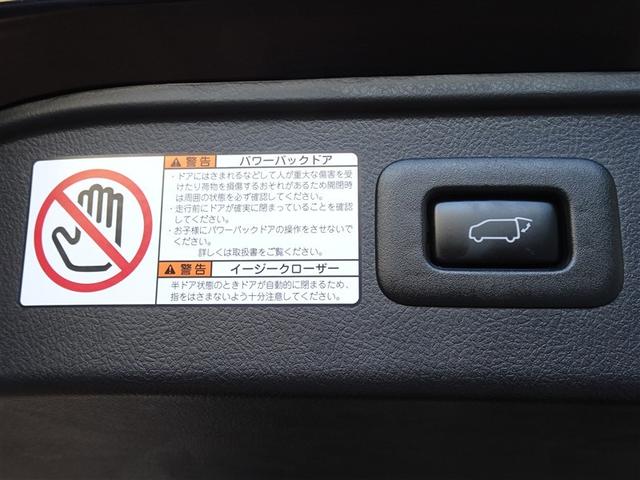 警告 パワーバックドア
・ドアにはさまれるなどして人が重大な傷害を受
けたり荷物を損傷するおそれがあるため開閉時
は周囲の状態を必ず確認してください。
・走行前にドアが確実に閉まっていることを確認
してください。
・お子様にパワーバックドアの操作をさせないで
ください。
詳しくは取扱書をご覧ください。
警告 イージークローザー
半ドア状態のときドアが自動的に閉まるため、
指をはさまないよう十分注意してください。